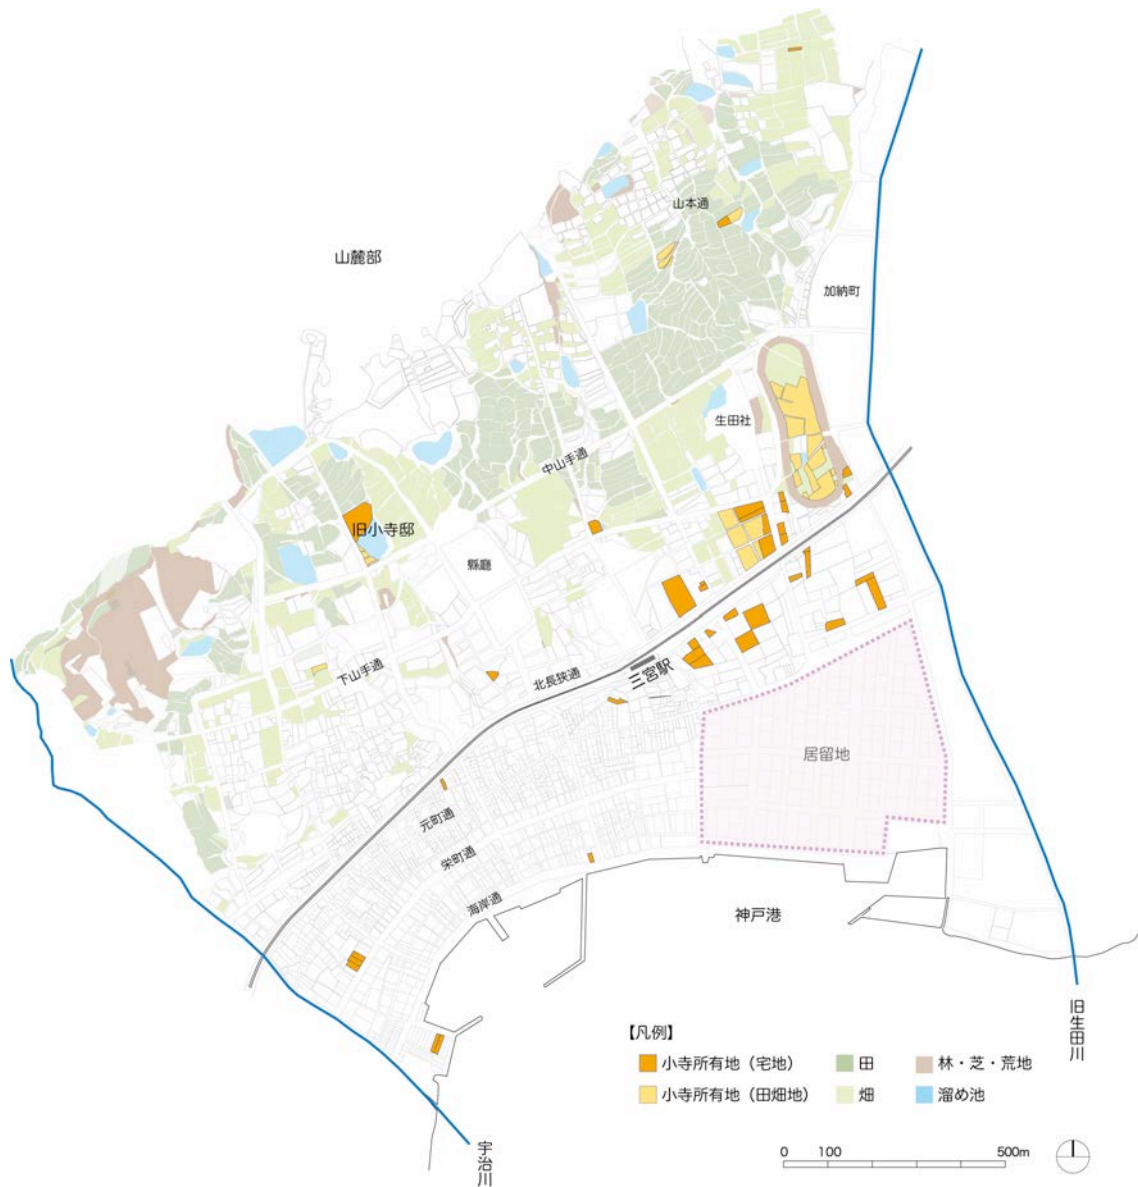 山本通
山麓部
加納町
生田社
中山手通
旧小寺邸
縣廳
下山手通
北長狭通
三宮駅
居留地
元町通
栄町通
海岸通
神戸港
旧生田川
宇治川
【凡例】
小寺所有地（宅地）
田
林・芝・荒地
小寺所有地（田畑地）
畑
溜め池
0 100 500m